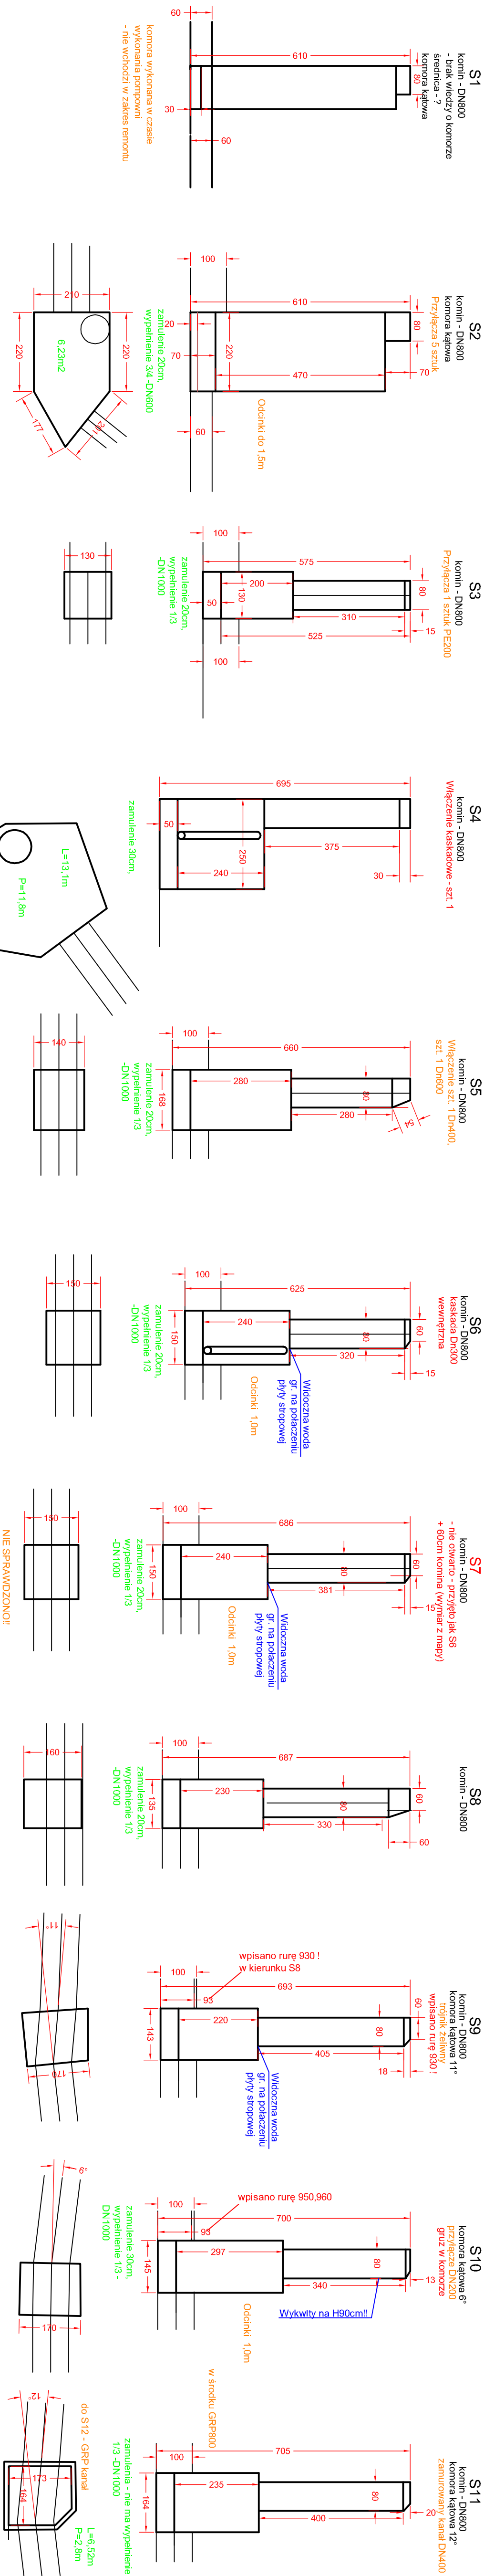 S1
komin - DN800
- brak wiedzy o komorze
średnica - ?
komora kątowa
80
610
60
30
60
komora wykonana w czasie
wykonania pompowni
- nie wchodzi w zakres remontu
S2
komin - DN800
komora kątowa
Przyłącza 5 sztuk
80
70
610
470
220
100
20
70
60
Odcinki do 1,5m
zamulenie 20cm,
wypełnienie 3/4 -DN600
210
220
220
6,23m2
177
S3
komin - DN800
Przyłącza 1 sztuk PE200
80
15
575
310
525
200
130
100
50
100
zamulenie 20cm,
wypełnienie 1/3
-DN1000
130
S4
komin - DN800
Włączenie kaskadowe - szt. 1
695
30
375
250
240
50
zamulenie 30cm,
L=13,1m
P=11,8m
S5
komin - DN800
Włączenie szt. 1 Dn400,
szt. 1 Dn600
54
660
80
280
280
168
100
zamulenie 20cm,
wypełnienie 1/3
-DN1000
140
S6
komin - DN800
kaskada Dn300
wewnętrzna
60
15
625
80
320
240
150
100
Widoczna woda
gr. na połaczeniu
płyty stropowej
Odcinki 1,0m
zamulenie 20cm,
wypełnienie 1/3
-DN1000
150
S7
komin - DN800
- nie otwarto - przyjęto jak S6
+ 60cm komina (wymiar z mapy)
60
15
686
80
381
240
150
100
Widoczna woda
gr. na połaczeniu
płyty stropowej
Odcinki 1,0m
zamulenie 20cm,
wypełnienie 1/3
-DN1000
150
NIE SPRAWDZONO!!
S8
komin - DN800
60
60
687
80
330
230
135
100
zamulenie 20cm,
wypełnienie 1/3
-DN1000
160
S9
komin - DN800
komora kątowa 11°
trójnik żeliwny
wpisano rurę 930 !
60
18
693
80
405
220
143
100
93
wpisano rurę 930 !
w kierunku S8
Widoczna woda
gr. na połaczeniu
płyty stropowej
11°
170
S10
komora kątowa 6°
przyłącze DN200
gruz w komorze
13
700
80
340
297
145
100
93
wpisano rurę 950,960
Wykwity na H90cm!!
Odcinki 1,0m
zamulenie 30cm,
wypełnienie 1/3 -
DN1000
6°
170
S11
komin - DN800
komora kątowa 12°
zamurowany kanał DN400
20
705
80
400
235
164
100
w środku GRP800
zamulenia - nie ma wypełnienie
1/3 -DN1000
do S12 - GRP kanał
12°
173
164
L=6,52m
P=2,8m